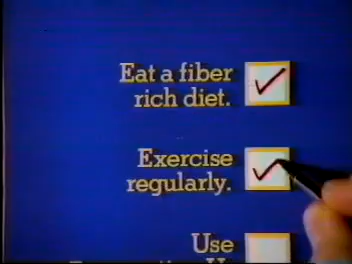 Eat a fiber
rich diet.
Exercise
regularly.
Use